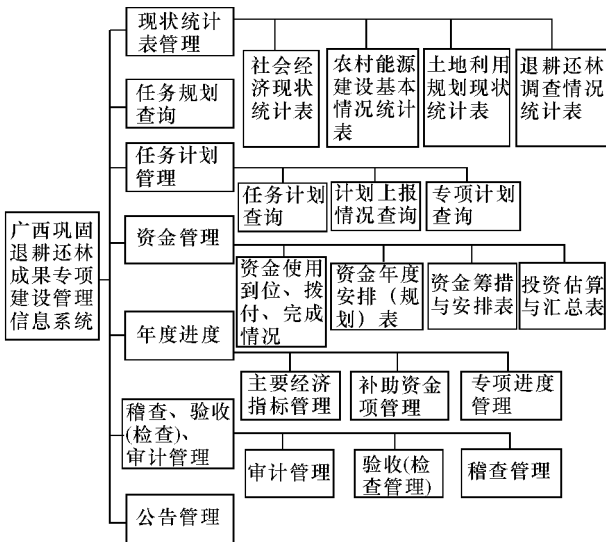 广西巩固
退耕还林
成果专项
建设管理
信息系统
现状统计
表管理
社会经
济现状
统计表
农村能源
建设基本
情况统计
表
土地利用
规划现状
统计表
退耕还林
调查情况
统计表
任务规划
查询
任务计划
管理
任务计划
查询
计划上报
情况查询
专项计划
查询
资金管理
资金使用
到位、拨
付、完成
情况
资金年度
安排（规
划）表
资金筹措
与安排表
投资估算
与汇总表
年度进度
主要经济
指标管理
补助资金
项管理
专项进度
管理
稽查、验收
(检查)、
审计管理
审计管理
验收(检
查管理)
稽查管理
公告管理